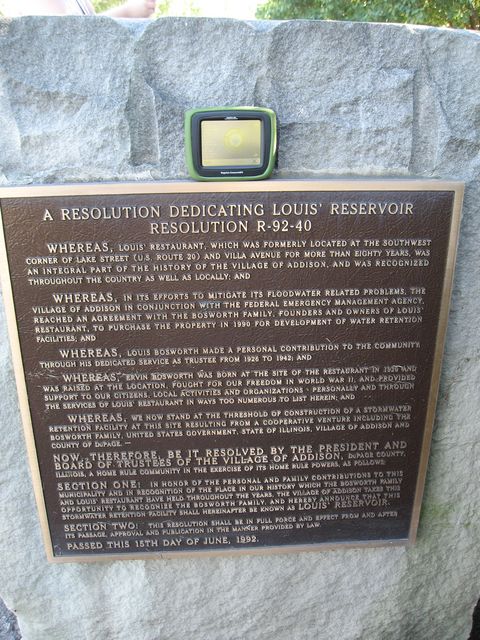 A RESOLUTION DEDICATING LOUIS' RESERVOIR
RESOLUTION R-92-40
WHEREAS, LOUIS' RESTAURANT, WHICH WAS FORMERLY LOCATED AT THE SOUTHWEST
CORNER OF LAKE STREET (U.S. ROUTE 20) AND VILLA AVENUE FOR MORE THAN EIGHTY YEARS, WAS
AN INTEGRAL PART OF THE HISTORY OF THE VILLAGE OF ADDISON, AND WAS RECOGNIZED
THROUGHOUT THE COUNTRY AS WELL AS LOCALLY; AND
WHEREAS, IN ITS EFFORTS TO MITIGATE ITS FLOODWATER RELATED PROBLEMS, THE
VILLAGE OF ADDISON IN CONJUNCTION WITH THE FEDERAL EMERGENCY MANAGEMENT AGENCY,
REACHED AN AGREEMENT WITH THE BOSWORTH FAMILY, FOUNDERS AND OWNERS OF LOUIS'
RESTAURANT, TO PURCHASE THE PROPERTY IN 1990 FOR DEVELOPMENT OF WATER RETENTION
FACILITIES; AND
WHEREAS, LOUIS BOSWORTH MADE A PERSONAL CONTRIBUTION TO THE COMMUNITY
THROUGH HIS DEDICATED SERVICE AS TRUSTEE FROM 1926 TO 1942; AND
WHEREAS, ERVIN BOSWORTH WAS BORN AT THE SITE OF THE RESTAURANT IN 1920 AND
WAS RAISED AT THE LOCATION, FOUGHT FOR OUR FREEDOM IN WORLD WAR II, AND PROVIDED
SUPPORT TO OUR CITIZENS, LOCAL ACTIVITIES AND ORGANIZATIONS - PERSONALLY AND THROUGH
THE SERVICES OF LOUIS' RESTAURANT IN WAYS TOO NUMEROUS TO LIST HEREIN; AND
WHEREAS, WE NOW STAND AT THE THRESHOLD OF CONSTRUCTION OF A STORMWATER
RETENTION FACILITY AT THIS SITE RESULTING FROM A COOPERATIVE VENTURE INCLUDING THE
BOSWORTH FAMILY, UNITED STATES GOVERNMENT, STATE OF ILLINOIS, VILLAGE OF ADDISON AND
COUNTY OF DUPAGE. —
NOW, THEREFORE, BE IT RESOLVED BY THE PRESIDENT AND
BOARD OF TRUSTEES OF THE VILLAGE OF ADDISON, DUPAGE COUNTY,
ILLINOIS, A HOME RULE COMMUNITY IN THE EXERCISE OF ITS HOME RULE POWERS, AS FOLLOWS:
SECTION ONE: IN HONOR OF THE PERSONAL AND FAMILY CONTRIBUTIONS TO THIS
MUNICIPALITY AND IN RECOGNITION OF THE PLACE IN OUR HISTORY WHICH THE BOSWORTH FAMILY
AND LOUIS' RESTAURANT HAVE HELD THROUGHOUT THE YEARS, THE VILLAGE OF ADDISON TAKES THIS
OPPORTUNITY TO RECOGNIZE THE BOSWORTH FAMILY, AND HEREBY ANNOUNCE THAT THIS
STORMWATER RETENTION FACILITY SHALL HEREINAFTER BE KNOWN AS LOUIS' RESERVOIR.
SECTION TWO: THIS RESOLUTION SHALL BE IN FULL FORCE AND EFFECT FROM AND AFTER
ITS PASSAGE, APPROVAL AND PUBLICATION IN THE MANNER PROVIDED BY LAW.
PASSED THIS 15TH DAY OF JUNE, 1992.